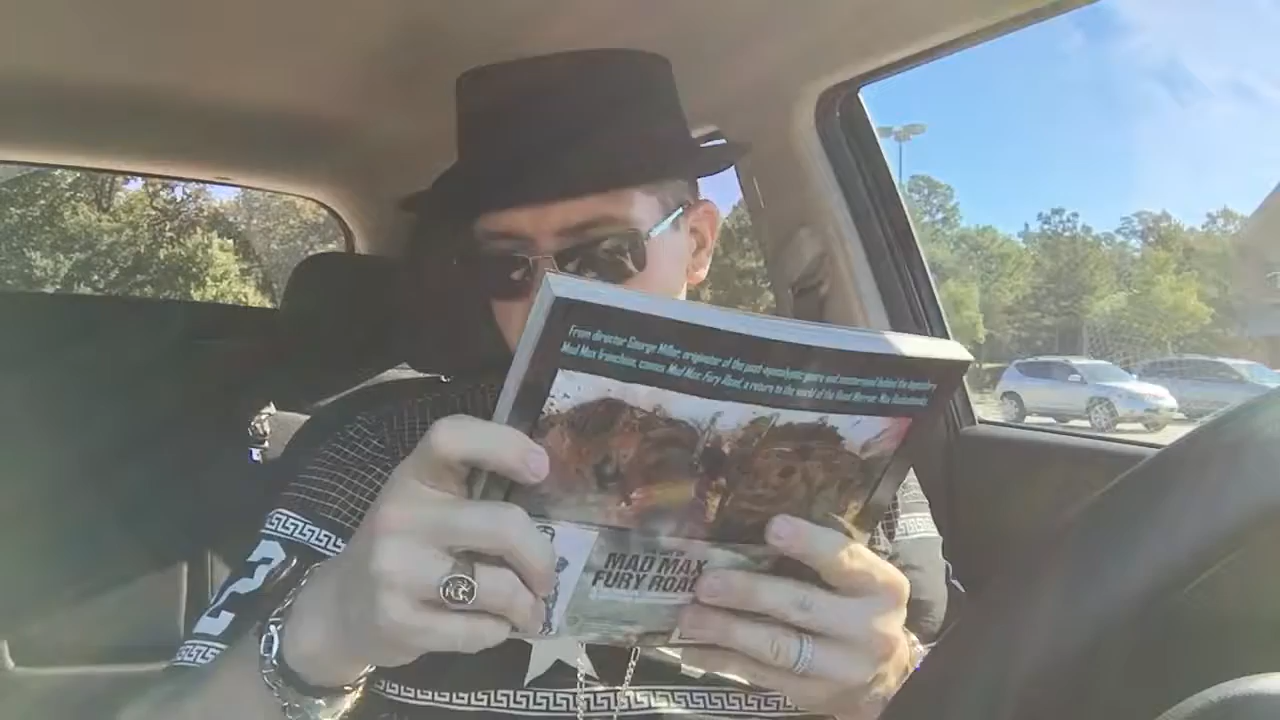 From director George Miller, originator of the post-apocalyptic genre and mastermind behind the legendary
Mad Max franchise, comes Mad Max: Fury Road, a return to the world of the Road Warrior, Max Rockatansky.
MAD MAX
FURY ROAD
2